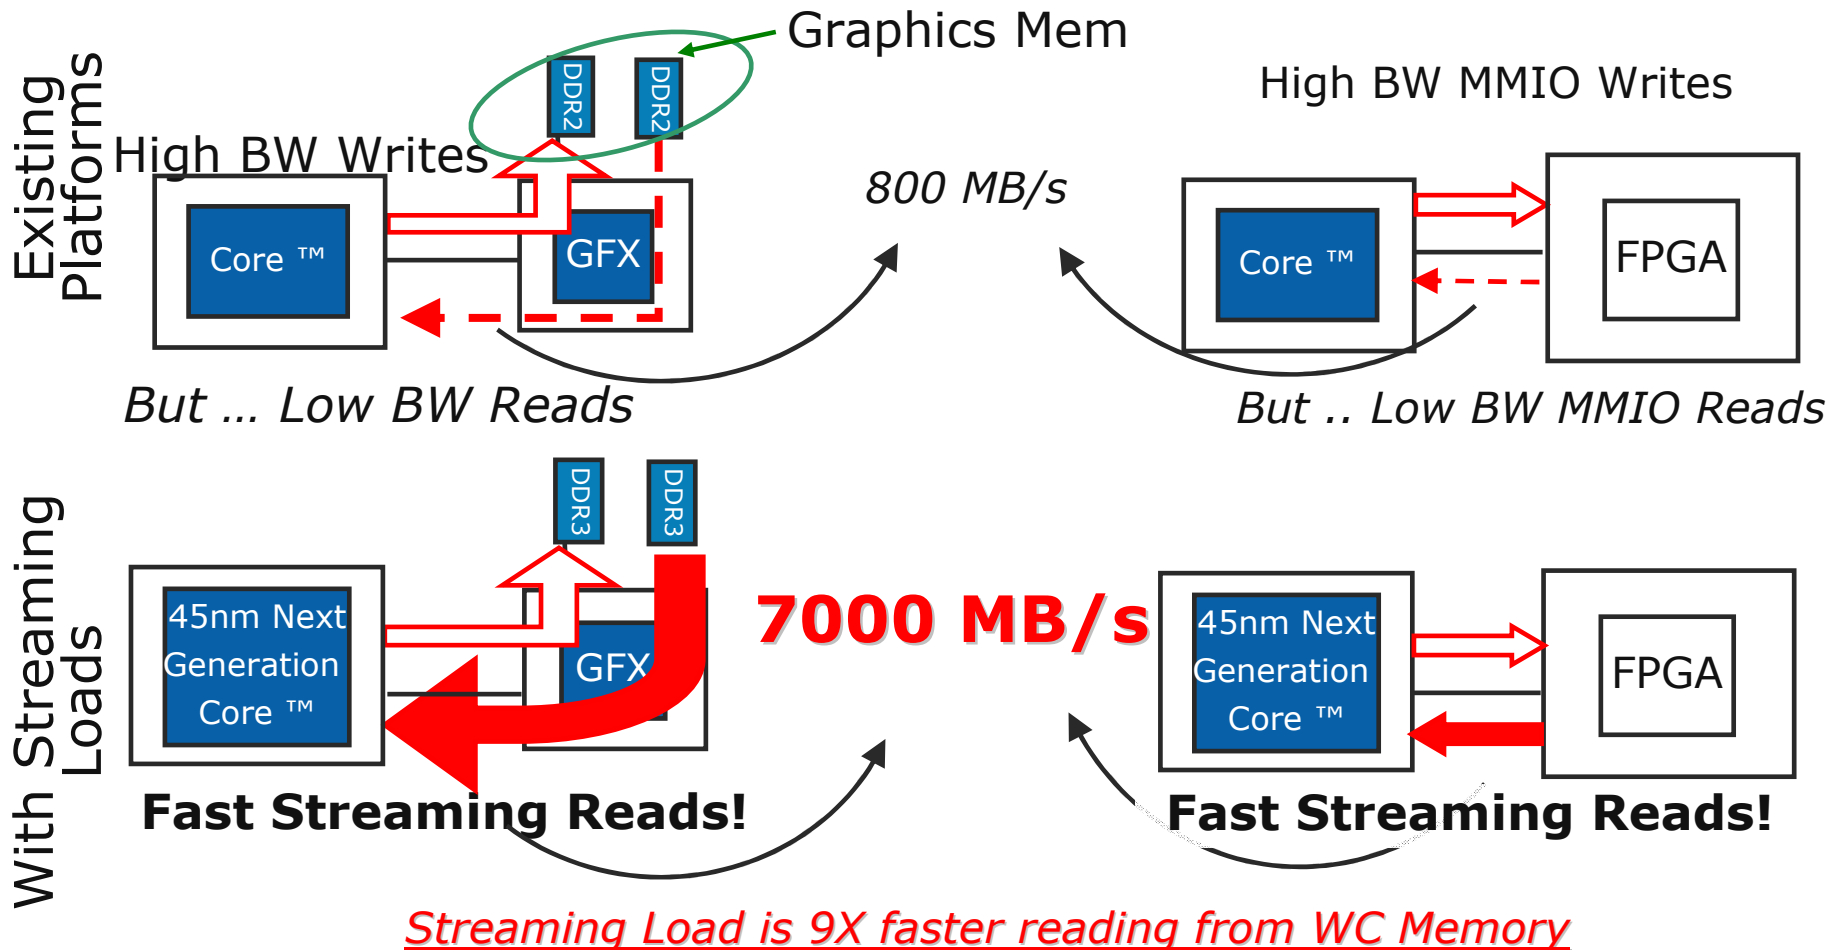 Graphics Mem
High BW MMIO Writes
Existing
Platforms
DDR2
DDR2
High BW Writes
800 MB/s
Core ™
GFX
Core ™
FPGA
But … Low BW Reads
But .. Low BW MMIO Reads
With Streaming
Loads
DDR3
DDR3
45nm Next
Generation
Core ™
GFX
7000 MB/s
45nm Next
Generation
Core ™
FPGA
Fast Streaming Reads!
Fast Streaming Reads!
Streaming Load is 9X faster reading from WC Memory